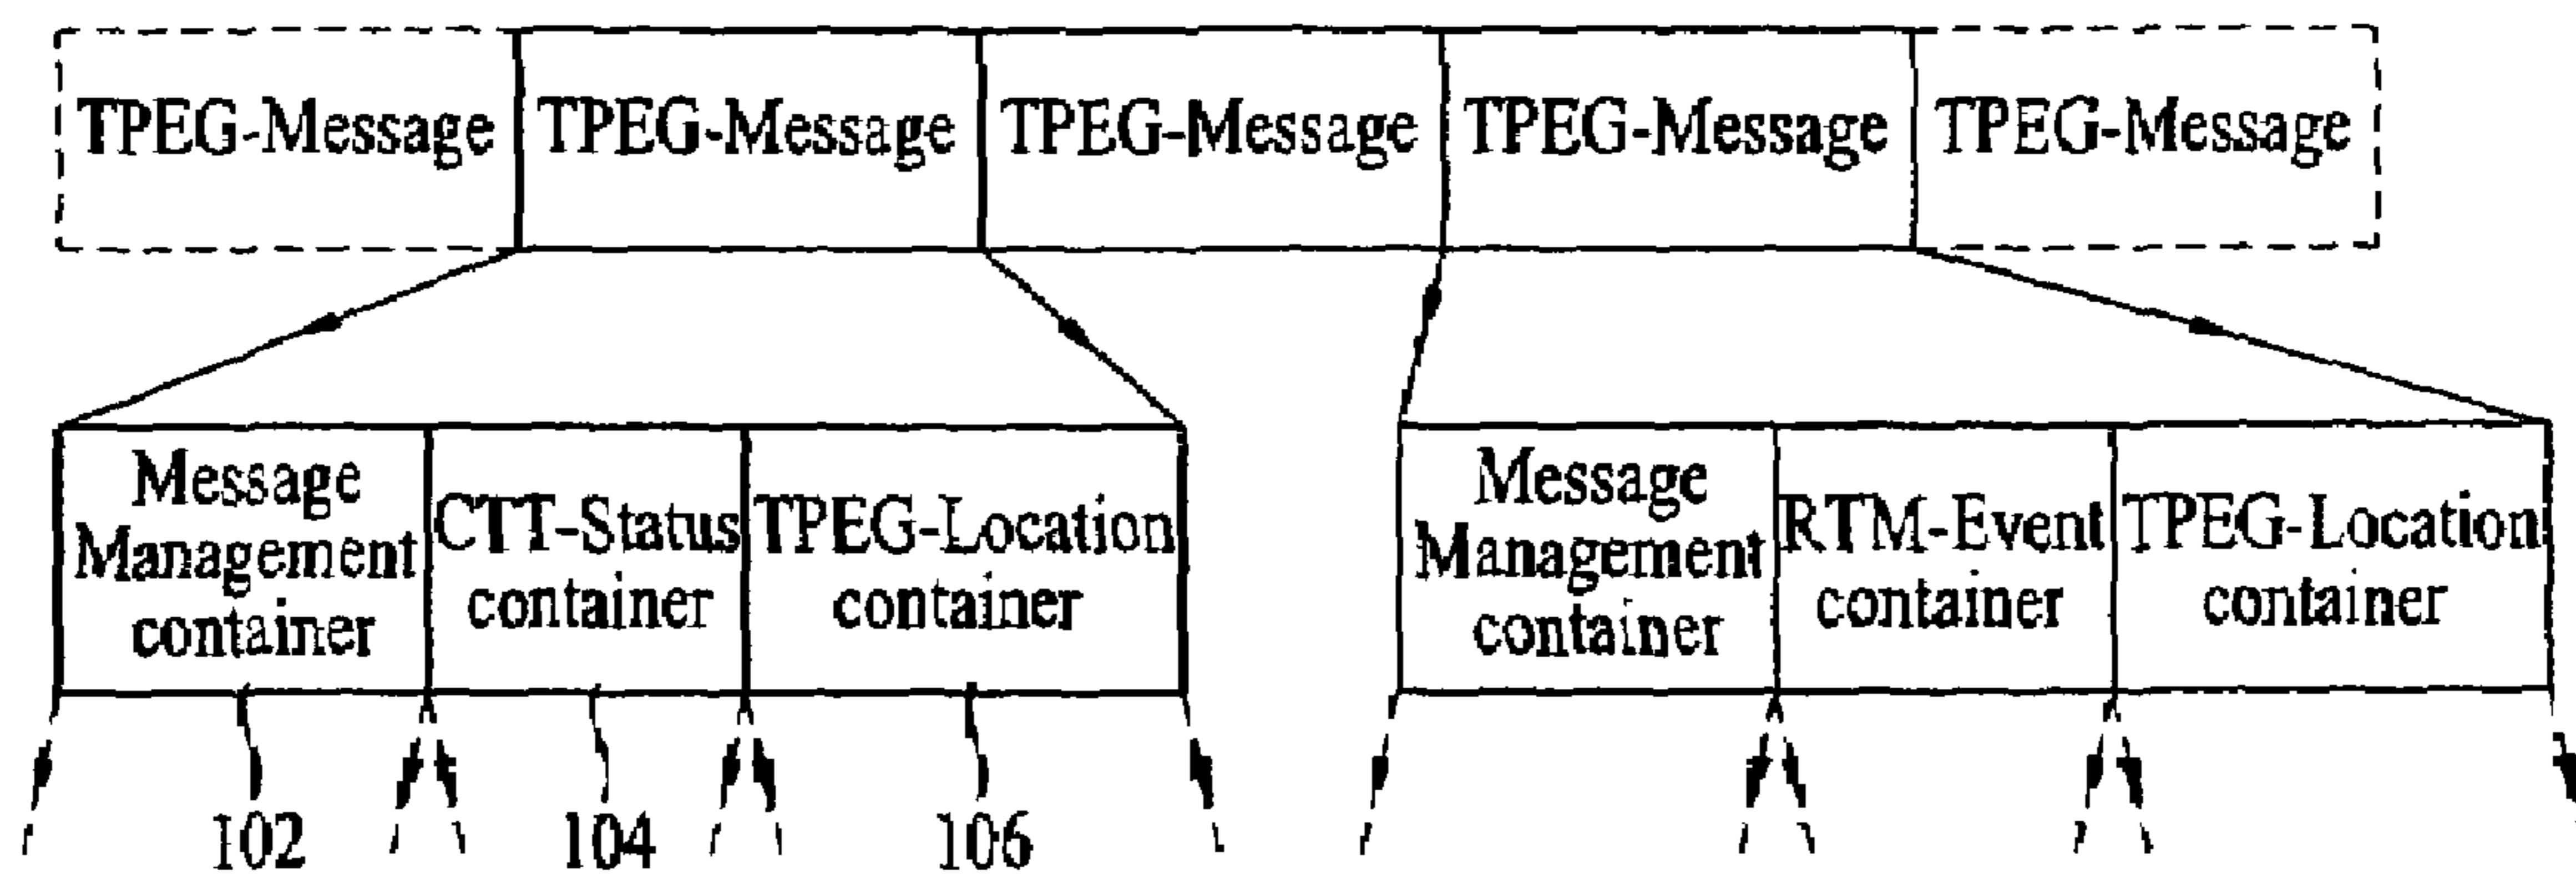 TPEG-Message TPEG-Message TPEG-Message TPEG-Message TPEG-Message
Message
Management
container
CTT-Status
container
TPEG-Location
container
Message
Management
container
RTM-Event
container
TPEG-Location
container
102 104 106